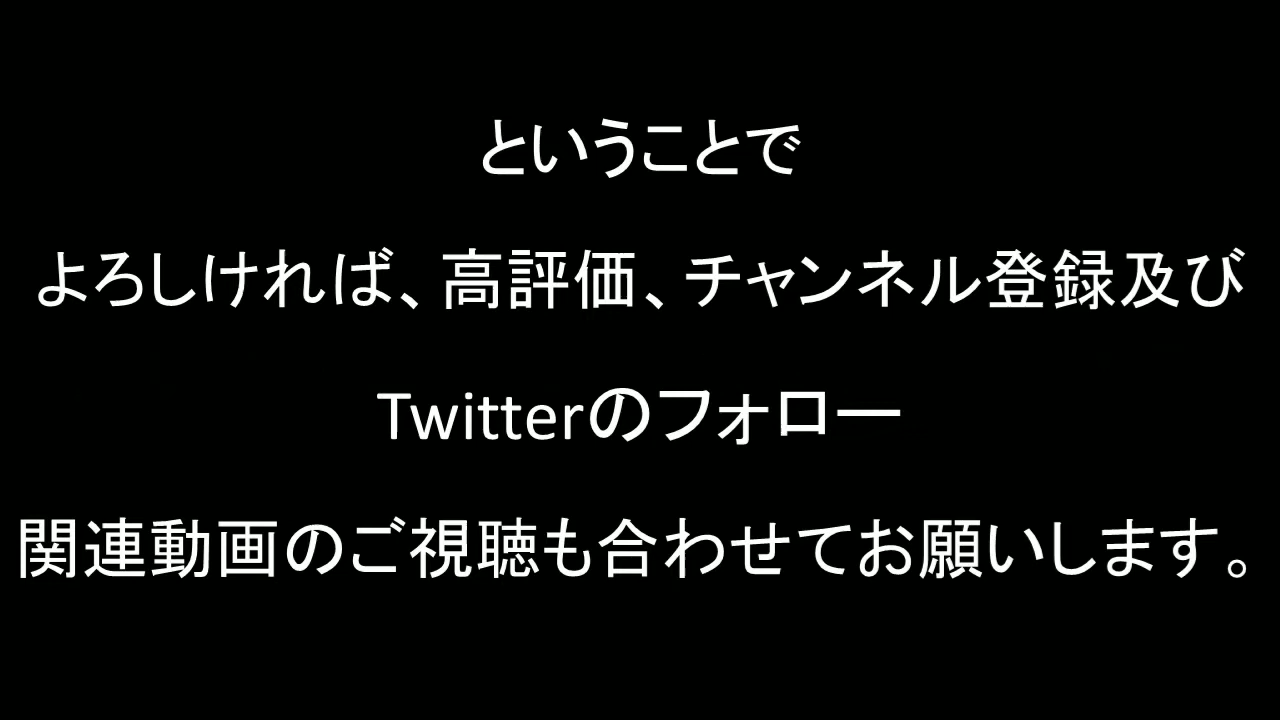 ということで
よろしければ、高評価、チャンネル登録及び
Twitterのフォロー
関連動画のご視聴も合わせてお願いします。